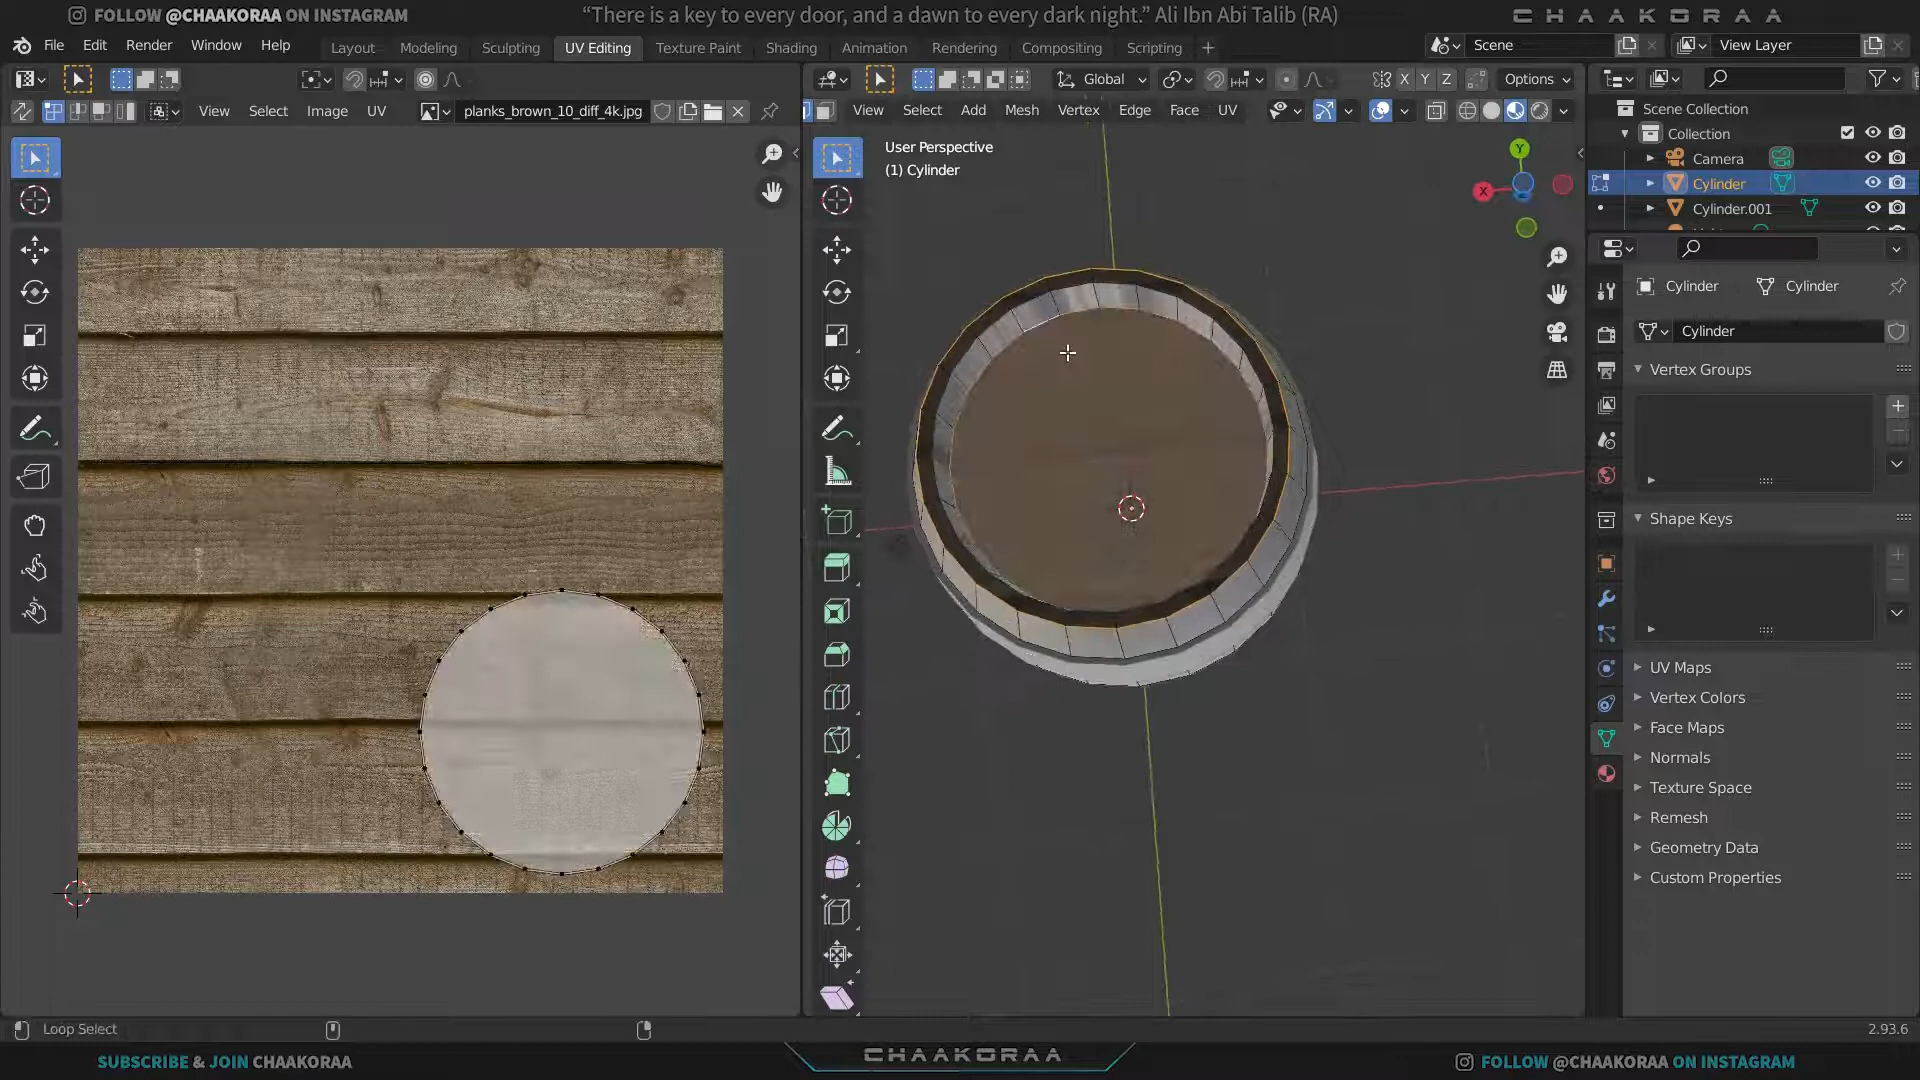 FOLLOW @CHAAKORAA ON INSTAGRAM
“There is a key to every door, and a dawn to every dark night.” Ali Ibn Abi Talib (RA)
CHAAKORAA
File Edit Render Window Help
Layout Modeling Sculpting UV Editing Texture Paint Shading Animation Rendering Compositing Scripting +
Scene
View Layer
Global
X Y Z
Options
View Select Image UV
planks_brown_10_diff_4k.jpg
View Select Add Mesh Vertex Edge Face UV
Scene Collection
Collection
Camera
Cylinder
Cylinder.001
User Perspective
(1) Cylinder
Y
X
Cylinder Cylinder
Cylinder
Vertex Groups
Shape Keys
UV Maps
Vertex Colors
Face Maps
Normals
Texture Space
Remesh
Geometry Data
Custom Properties
Loop Select
2.93.6
SUBSCRIBE & JOIN CHAAKORAA
CHAAKORAA
FOLLOW @CHAAKORAA ON INSTAGRAM